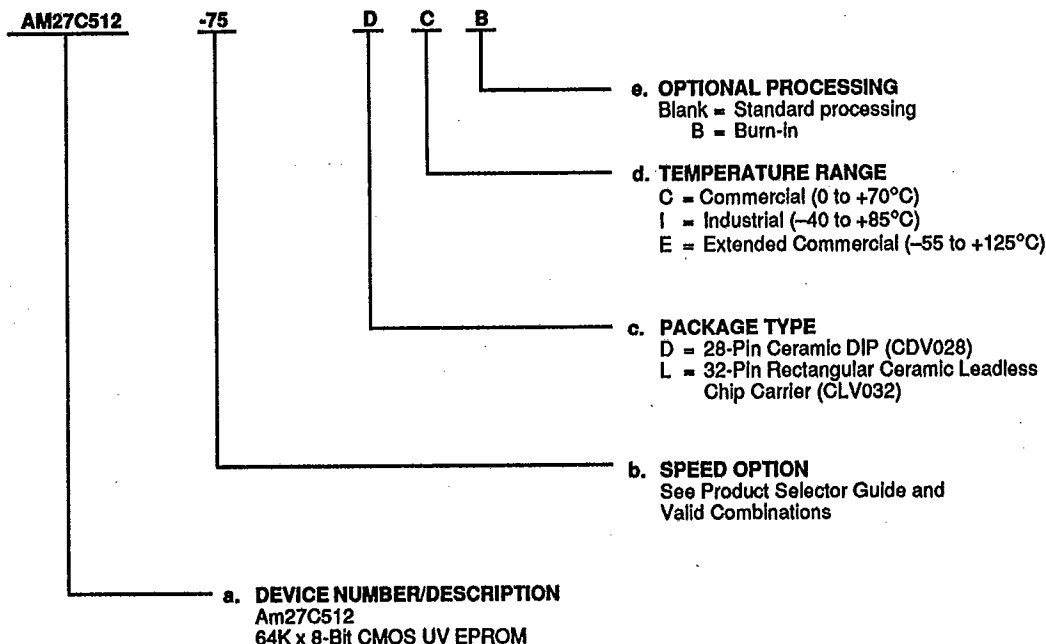 AM27C512 -75 D C B
e. OPTIONAL PROCESSING
Blank = Standard processing
B = Burn-in
d. TEMPERATURE RANGE
C = Commercial (0 to +70°C)
I = Industrial (–40 to +85°C)
E = Extended Commercial (–55 to +125°C)
c. PACKAGE TYPE
D = 28-Pin Ceramic DIP (CDV028)
L = 32-Pin Rectangular Ceramic Leadless
Chip Carrier (CLV032)
b. SPEED OPTION
See Product Selector Guide and
Valid Combinations
a. DEVICE NUMBER/DESCRIPTION
Am27C512
64K x 8-Bit CMOS UV EPROM